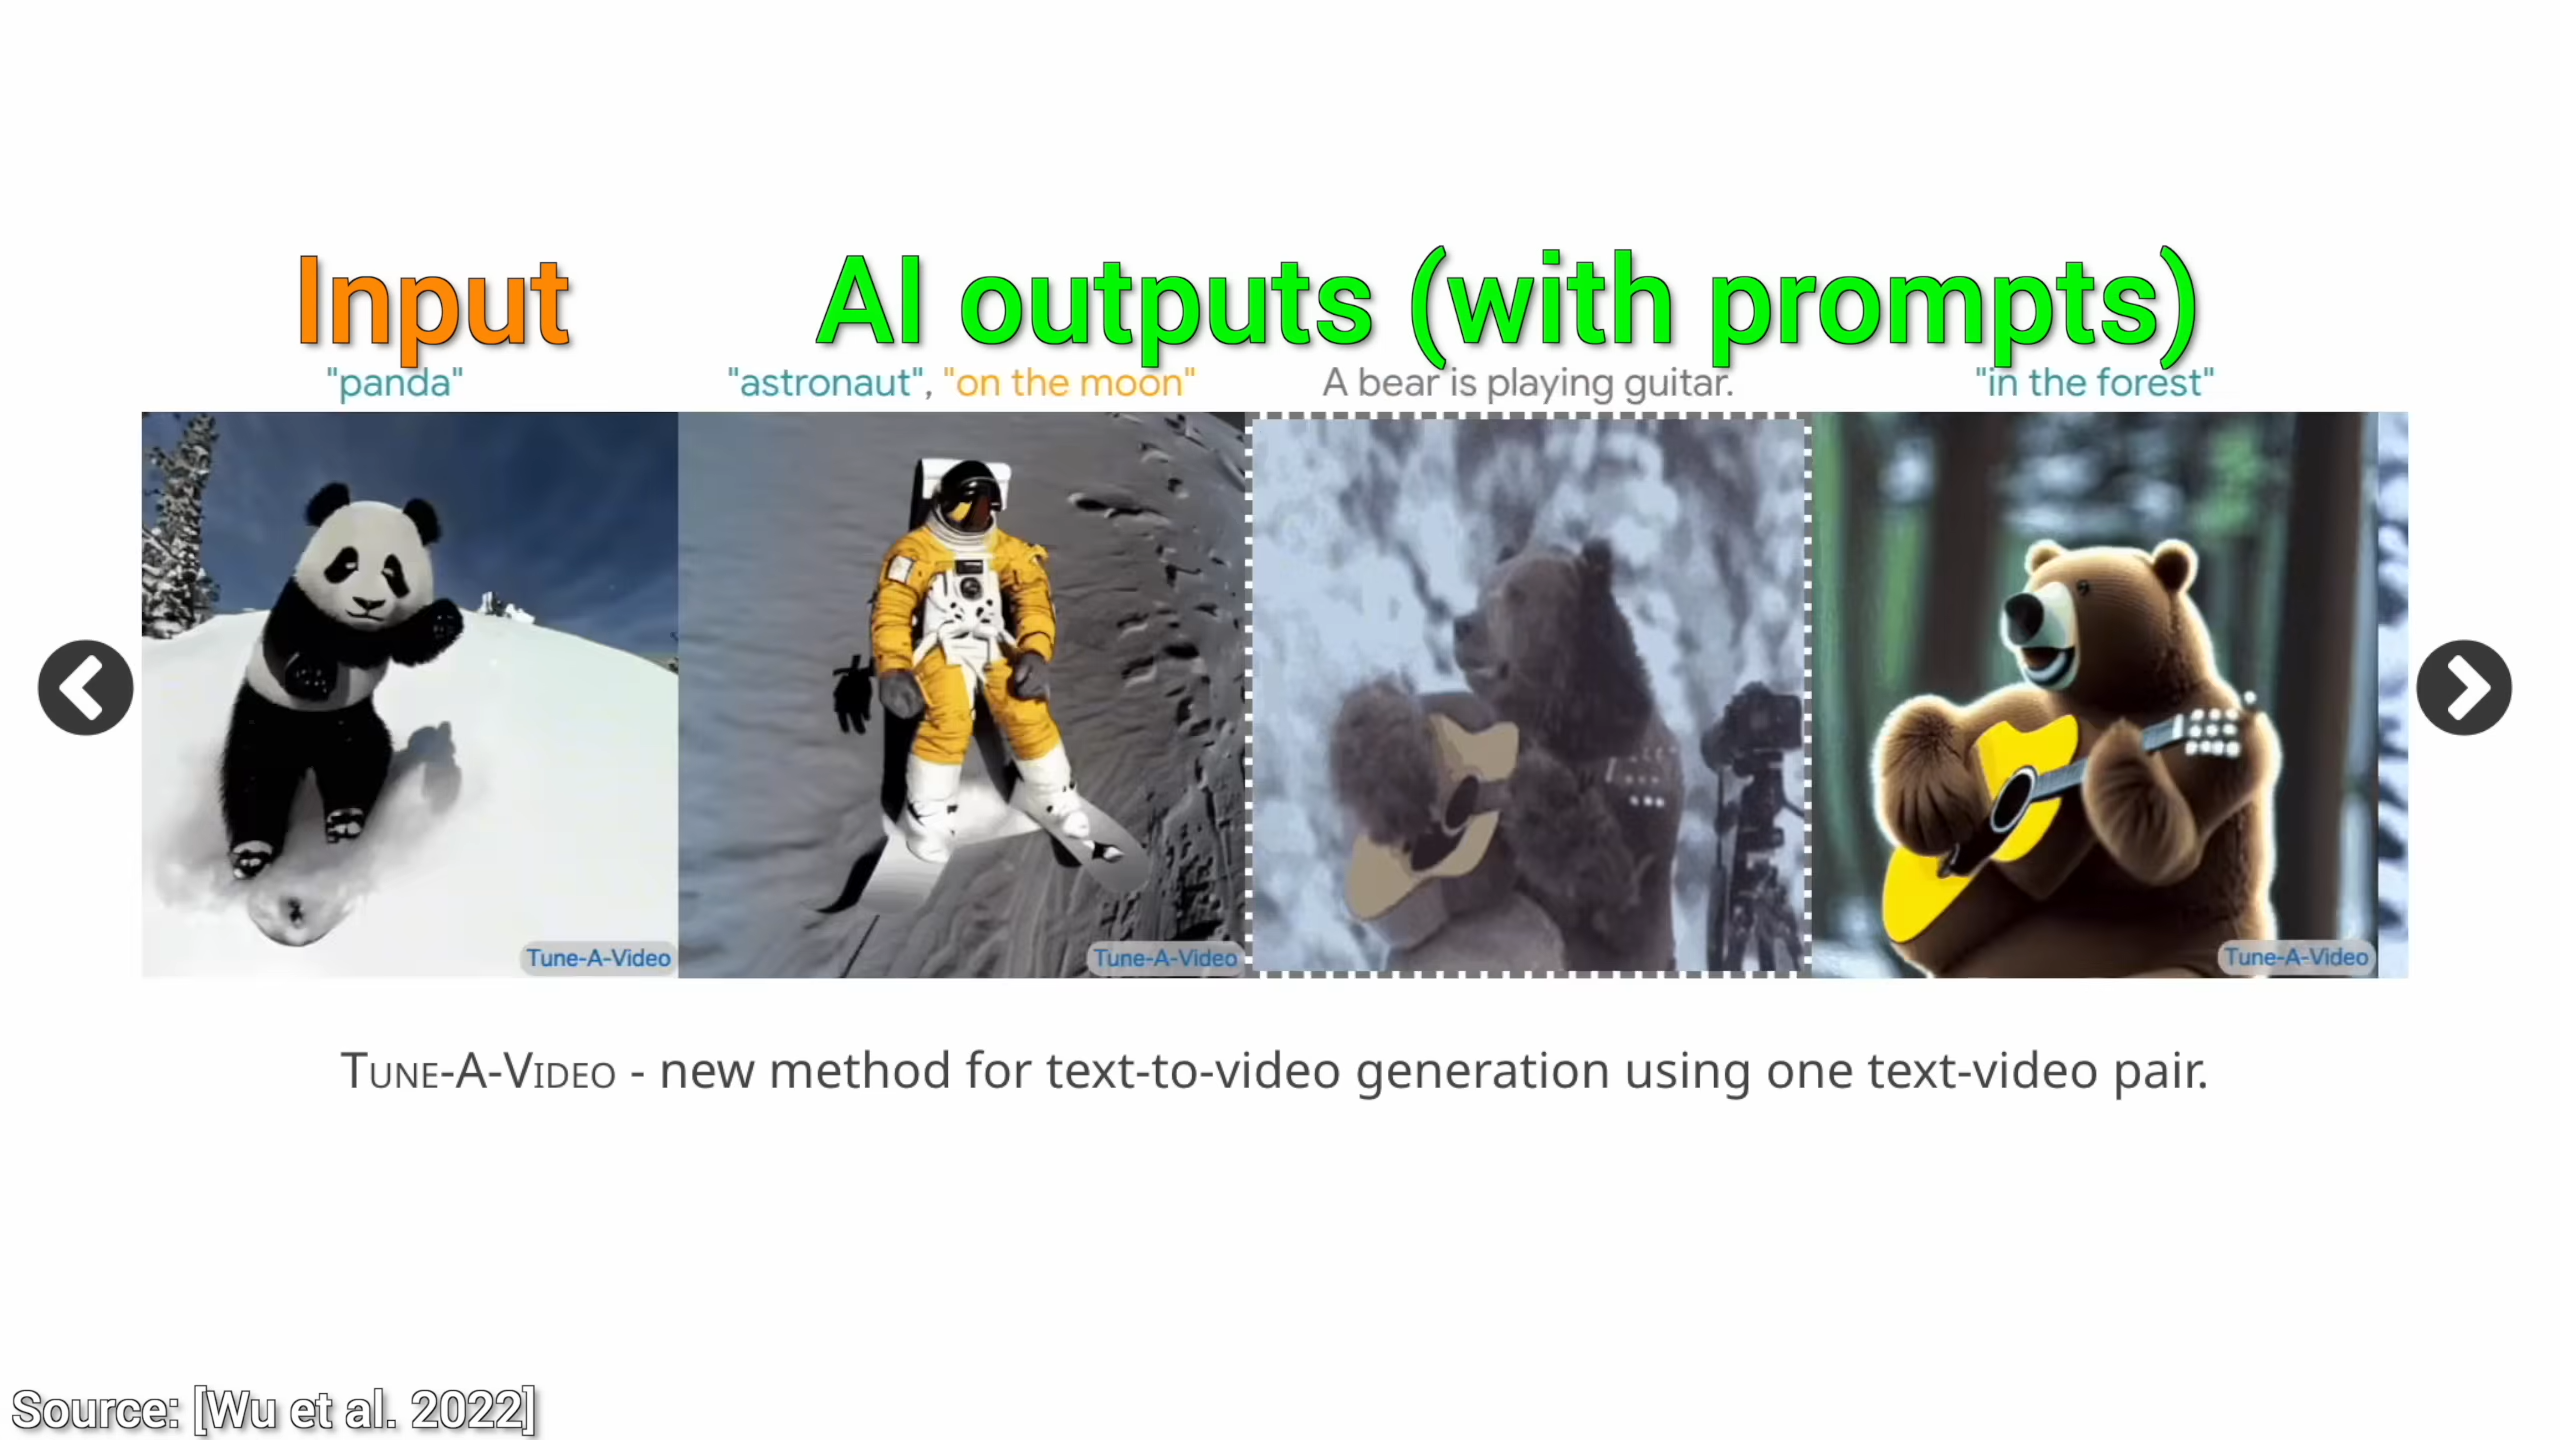 Input
AI outputs (with prompts)
"panda"
"astronaut", "on the moon"
A bear is playing guitar.
"in the forest"
Tune-A-Video
Tune-A-Video
Tune-A-Video
TUNE-A-VIDEO - new method for text-to-video generation using one text-video pair.
Source: [Wu et al. 2022]